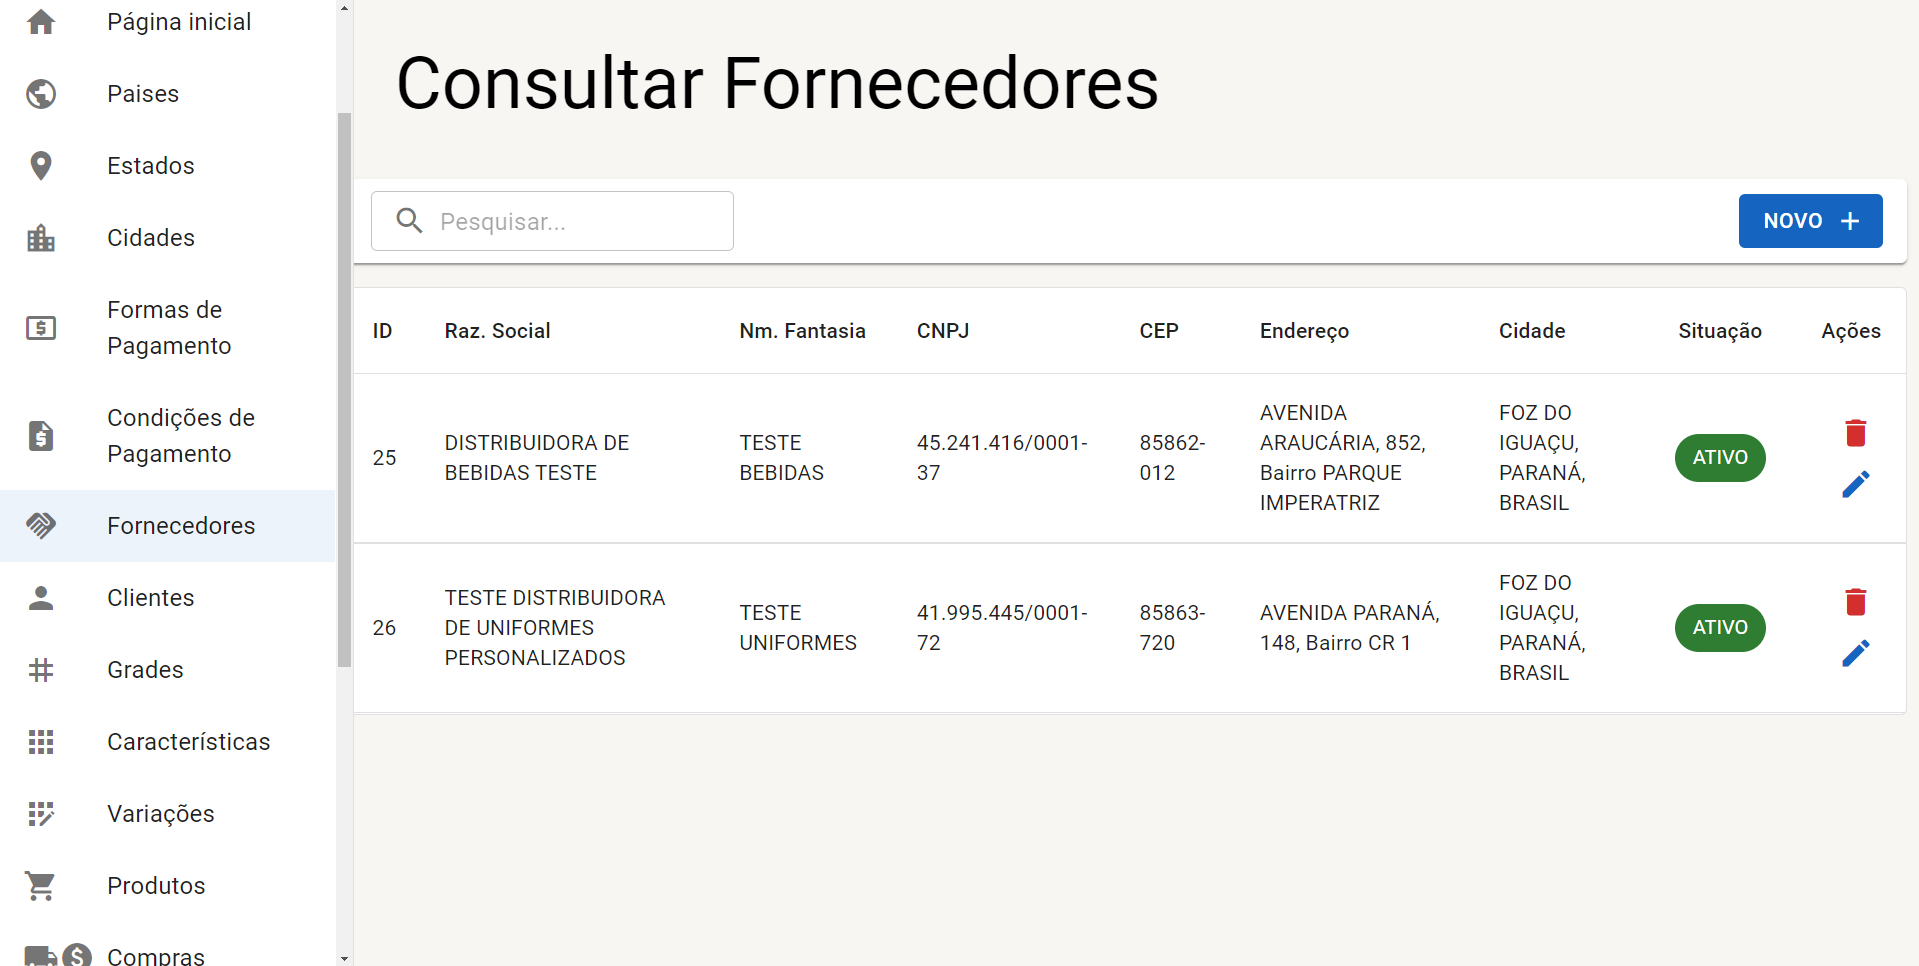 Página inicial
Paises
Estados
Cidades
Formas de
Pagamento
Condições de
Pagamento
Fornecedores
Clientes
Grades
Características
Variações
Produtos
Compras
Consultar Fornecedores
Pesquisar...
NOVO +
ID Raz. Social Nm. Fantasia CNPJ CEP Endereço Cidade Situação Ações
25
DISTRIBUIDORA DE
BEBIDAS TESTE
TESTE
BEBIDAS
45.241.416/0001-
37
85862-
012
AVENIDA
ARAUCÁRIA, 852,
Bairro PARQUE
IMPERATRIZ
FOZ DO
IGUAÇU,
PARANÁ,
BRASIL
ATIVO
26
TESTE DISTRIBUIDORA
DE UNIFORMES
PERSONALIZADOS
TESTE
UNIFORMES
41.995.445/0001-
72
85863-
720
AVENIDA PARANÁ,
148, Bairro CR 1
FOZ DO
IGUAÇU,
PARANÁ,
BRASIL
ATIVO